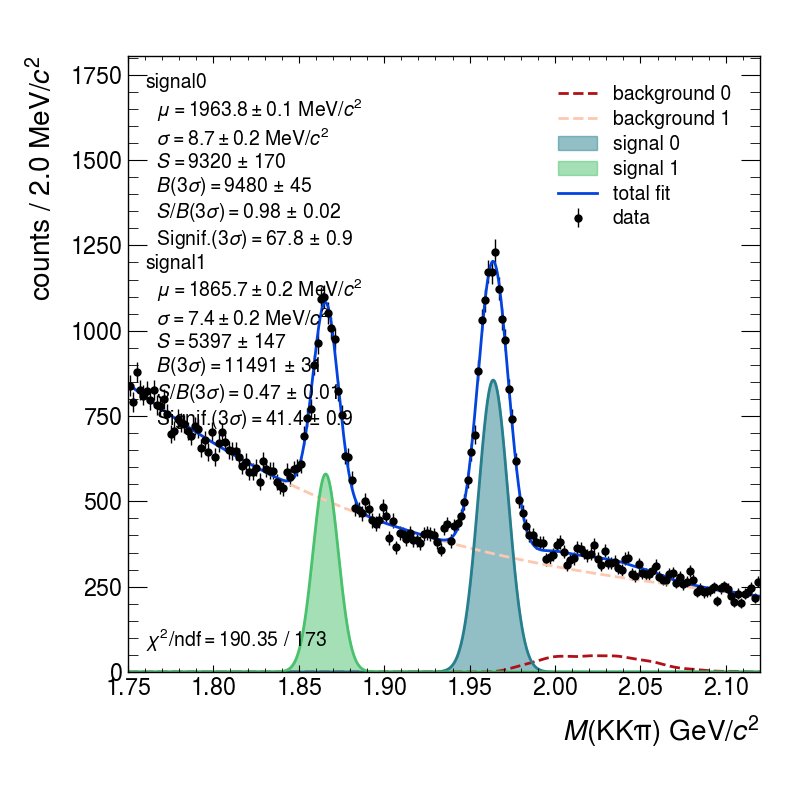 counts / 2.0 MeV/c²
1750
1500
1250
1000
750
500
250
0
signal0
μ = 1963.8 ± 0.1 MeV/c²
σ = 8.7 ± 0.2 MeV/c²
S = 9320 ± 170
B(3σ) = 9480 ± 45
S/B(3σ) = 0.98 ± 0.02
Signif.(3σ) = 67.8 ± 0.9
signal1
μ = 1865.7 ± 0.2 MeV/c²
σ = 7.4 ± 0.2 MeV/c²
S = 5397 ± 147
B(3σ) = 11491 ± 34
S/B(3σ) = 0.47 ± 0.01
Signif.(3σ) = 41.4 ± 0.9
χ²/ndf = 190.35 / 173
background 0
background 1
signal 0
signal 1
total fit
data
1.75 1.80 1.85 1.90 1.95 2.00 2.05 2.10
M(KKπ) GeV/c²